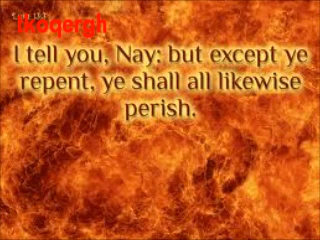 Ikoqergh
I tell you, Nay: but except ye
repent, ye shall all likewise
perish.